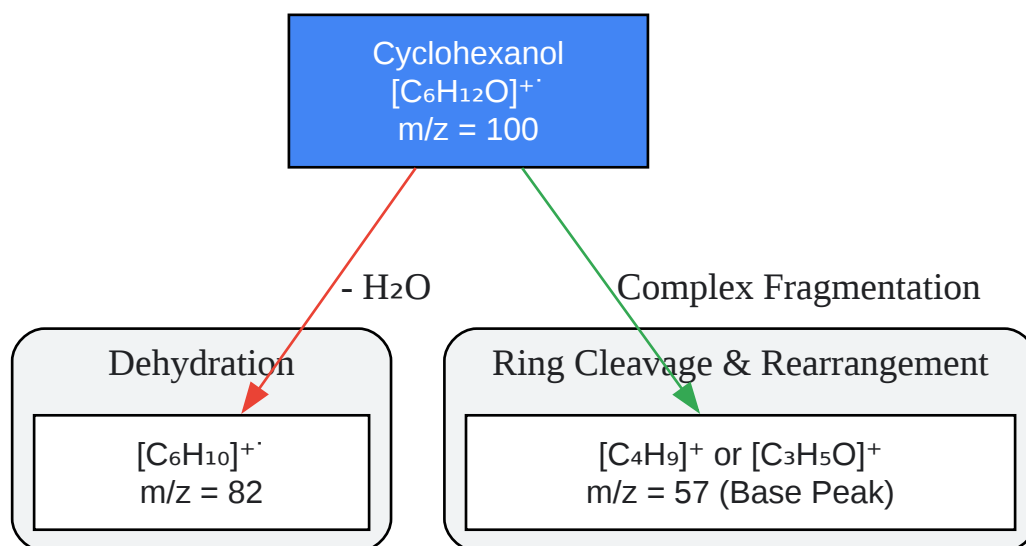 Cyclohexanol
[C₆H₁₂O]⁺˙
m/z = 100
- H₂O
Complex Fragmentation
Dehydration
Ring Cleavage & Rearrangement
[C₆H₁₀]⁺˙
m/z = 82
[C₄H₉]⁺ or [C₃H₅O]⁺
m/z = 57 (Base Peak)